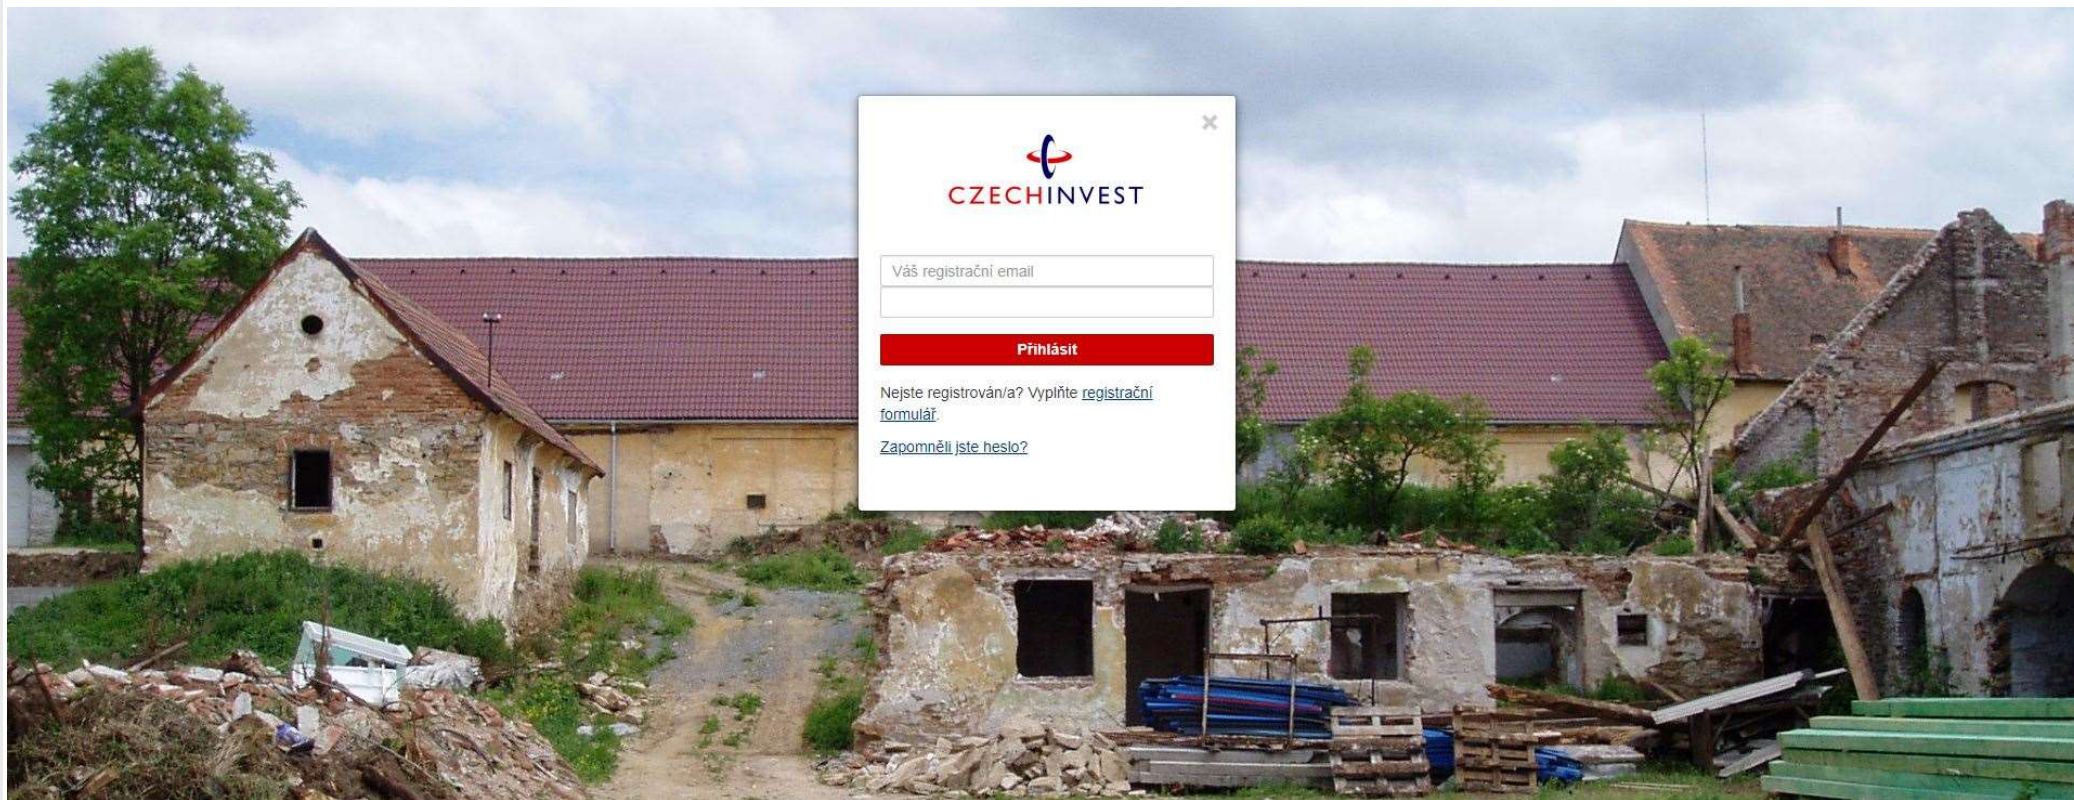 CZECHINVEST
Váš registrační email
Přihlásit
Nejste registrován/a? Vyplňte registrační
formulář.
Zapomněli jste heslo?